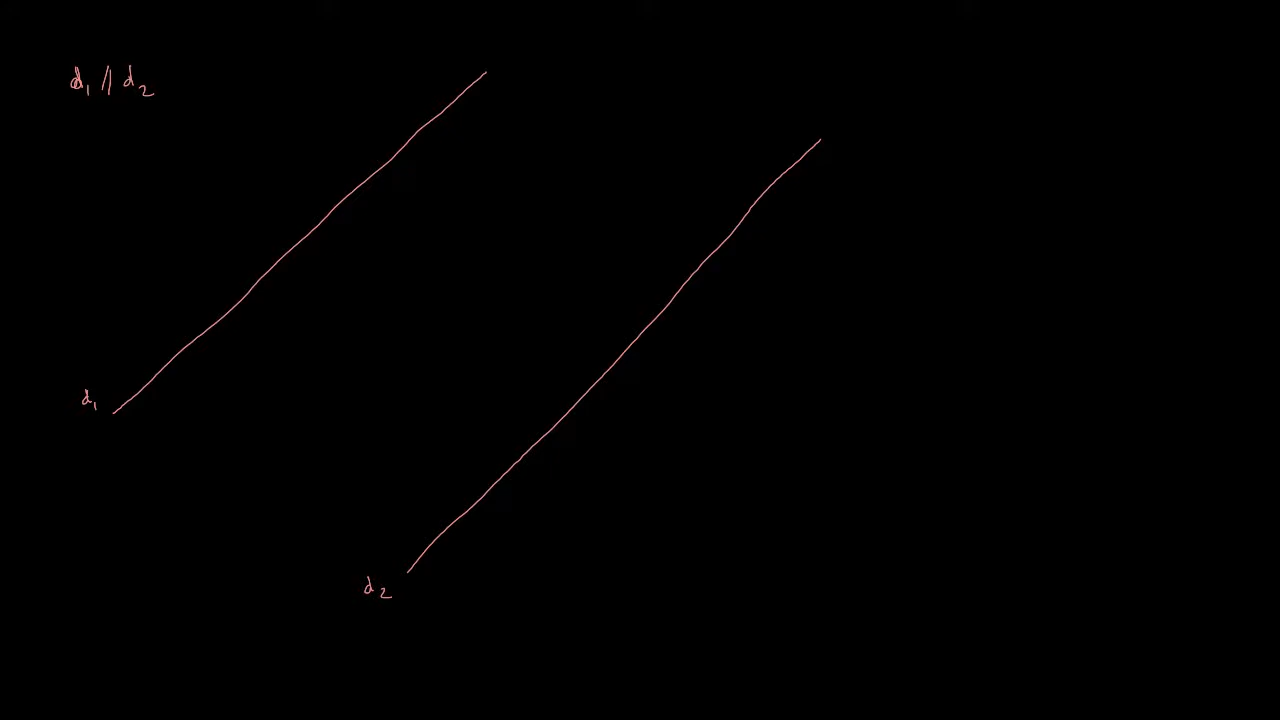 d₁ // d₂
d₁
d₂